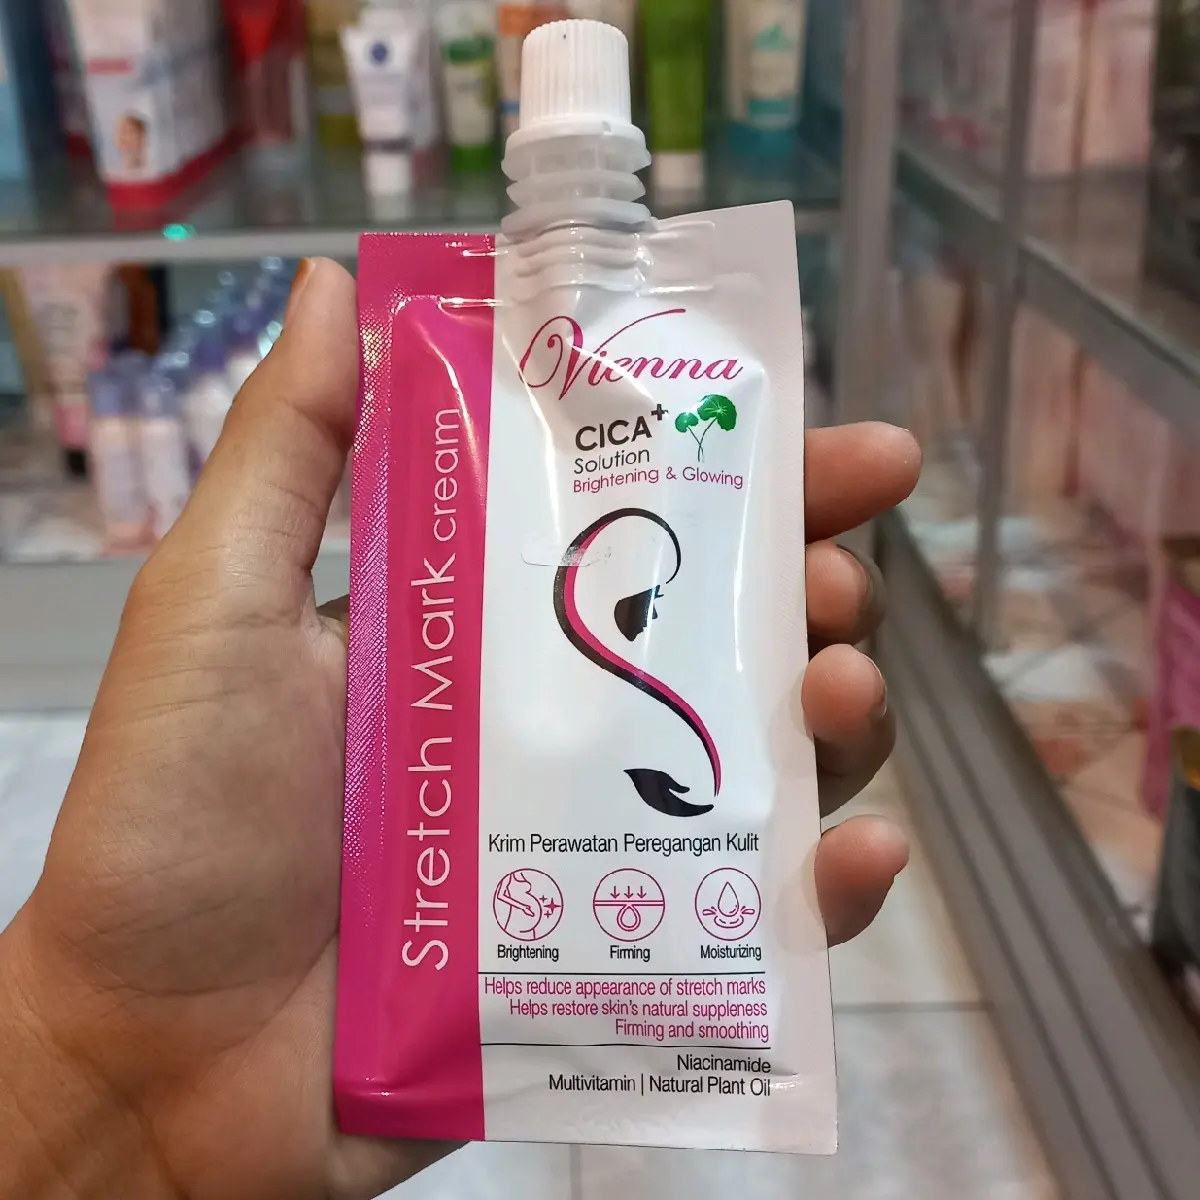 Vienna
CICA+
Solution
Brightening & Glowing
Stretch Mark cream
Krim Perawatan Peregangan Kulit
Brightening Firming Moisturizing
Helps reduce appearance of stretch marks
Helps restore skin's natural suppleness
Firming and smoothing
Niacinamide
Multivitamin | Natural Plant Oil